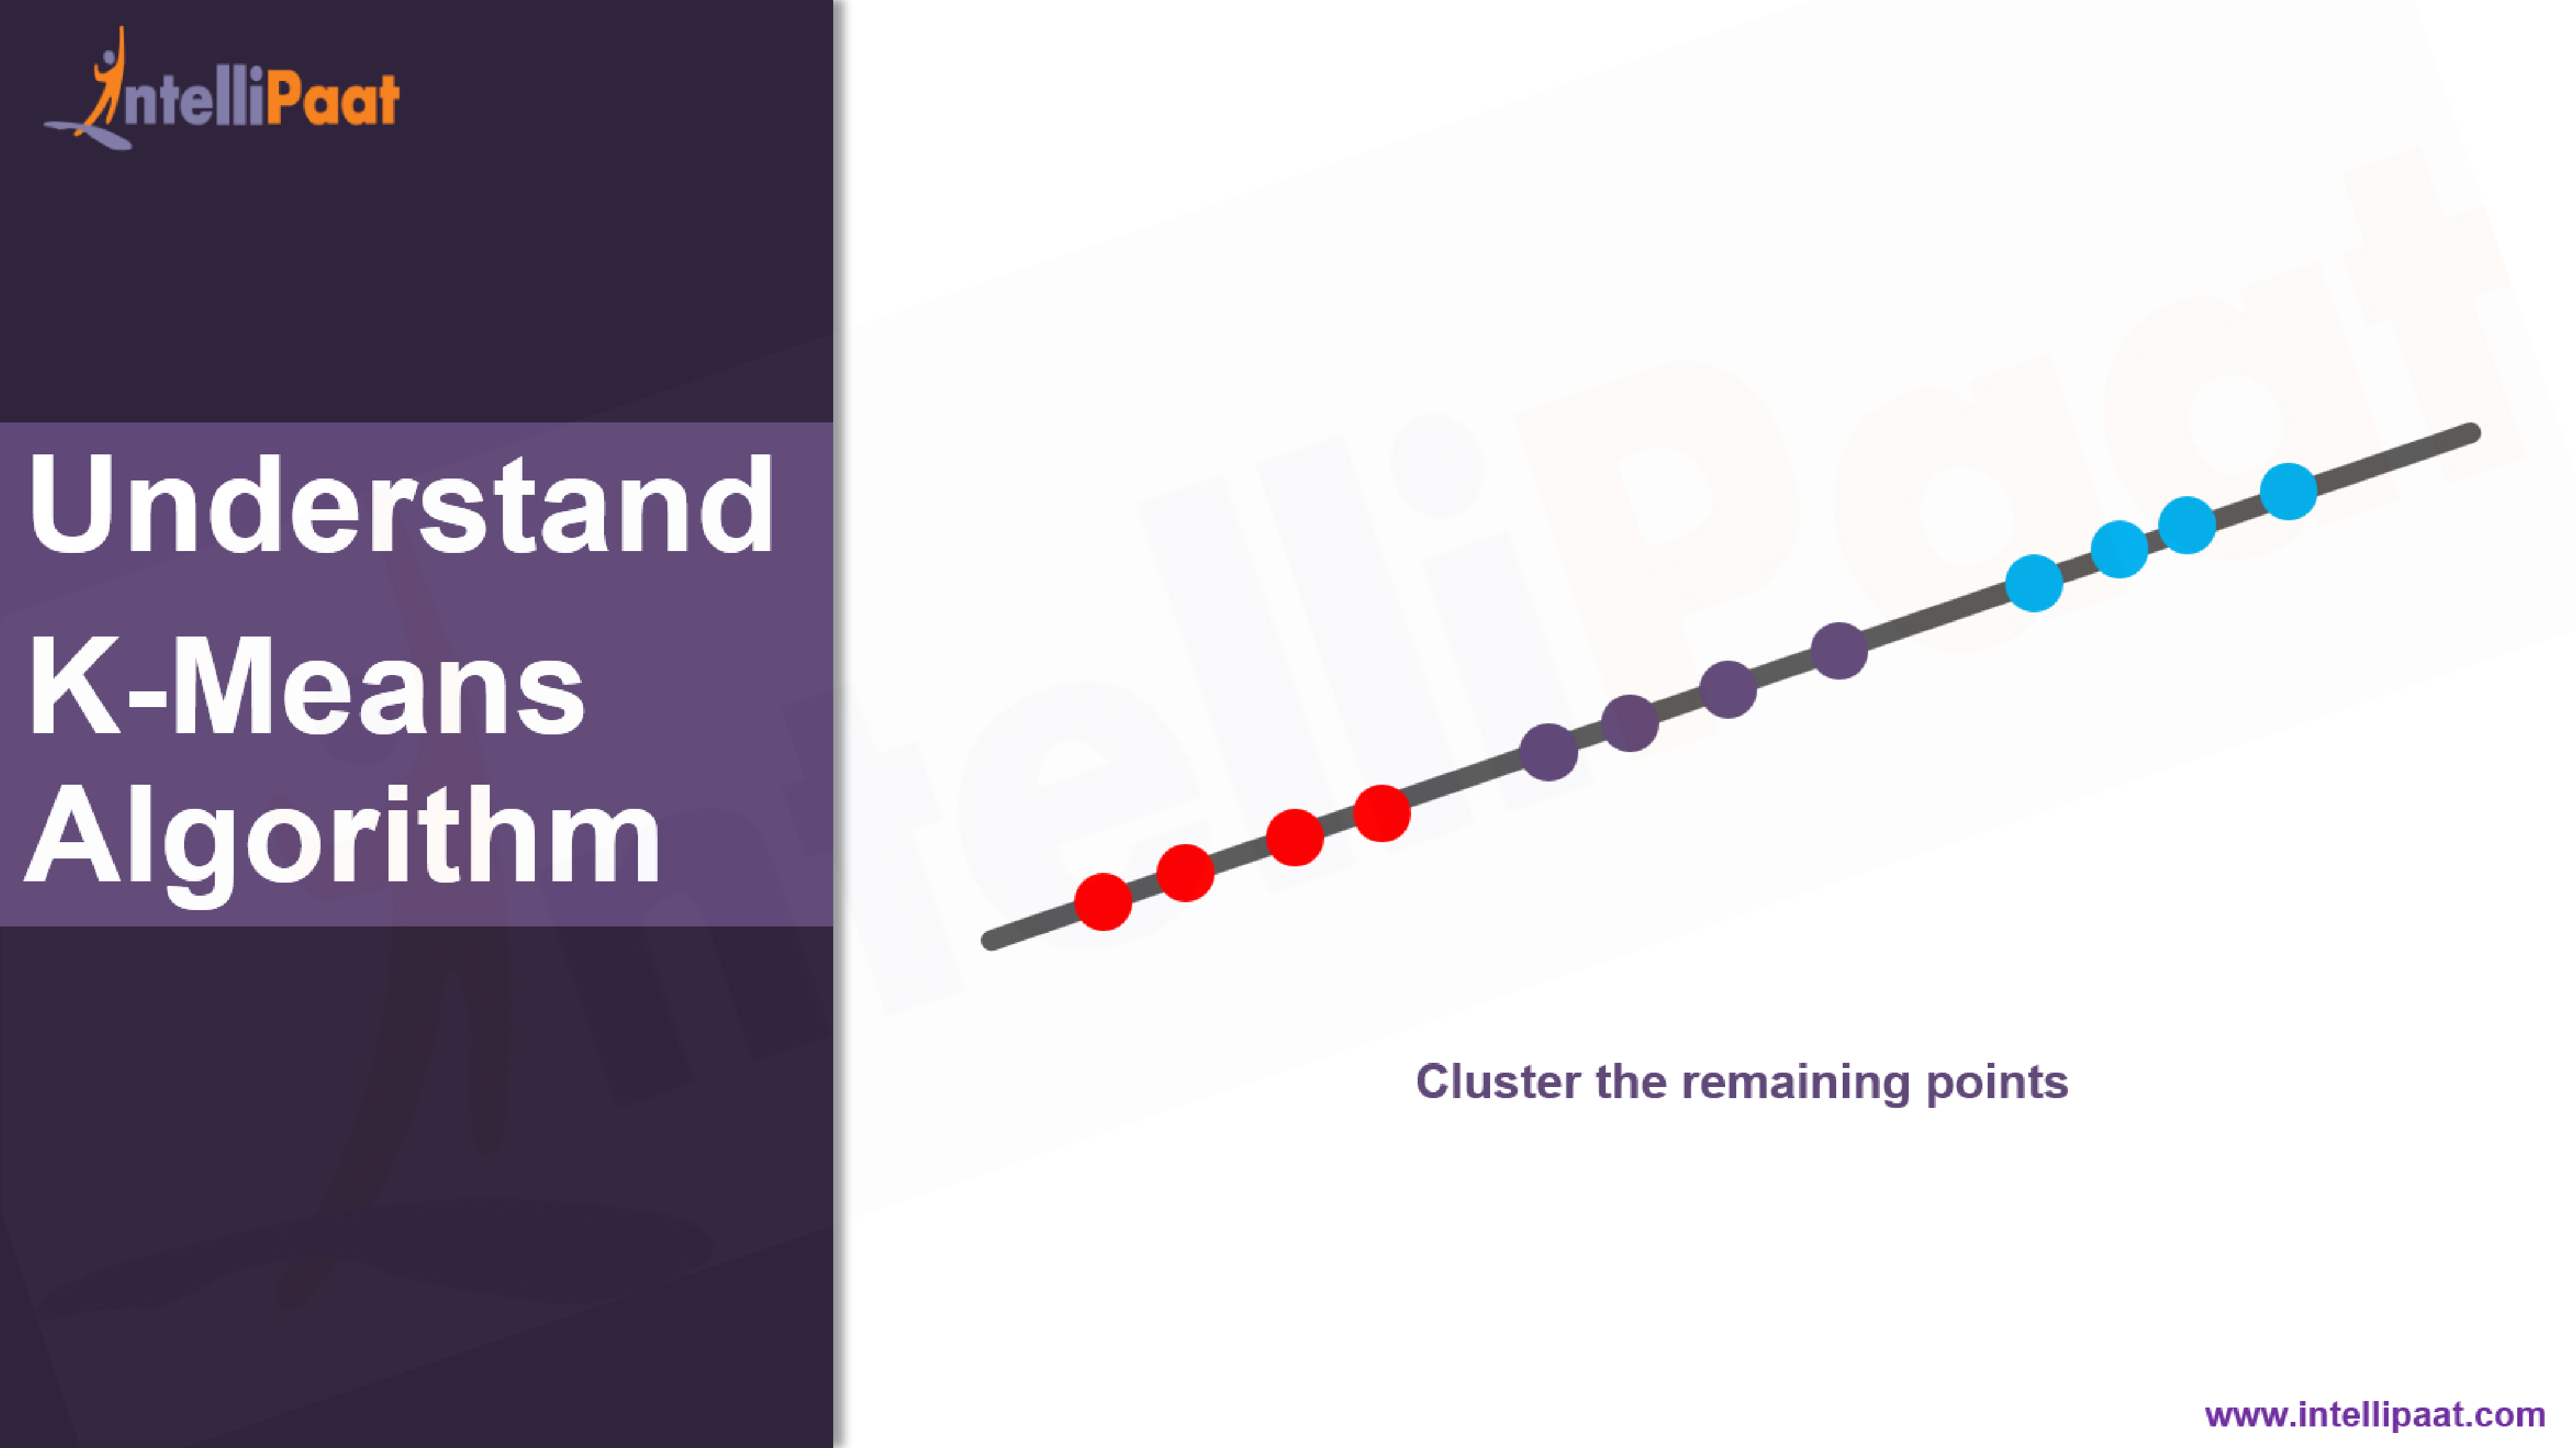 IntelliPaat
Understand
K-Means
Algorithm
Cluster the remaining points
www.intellipaat.com